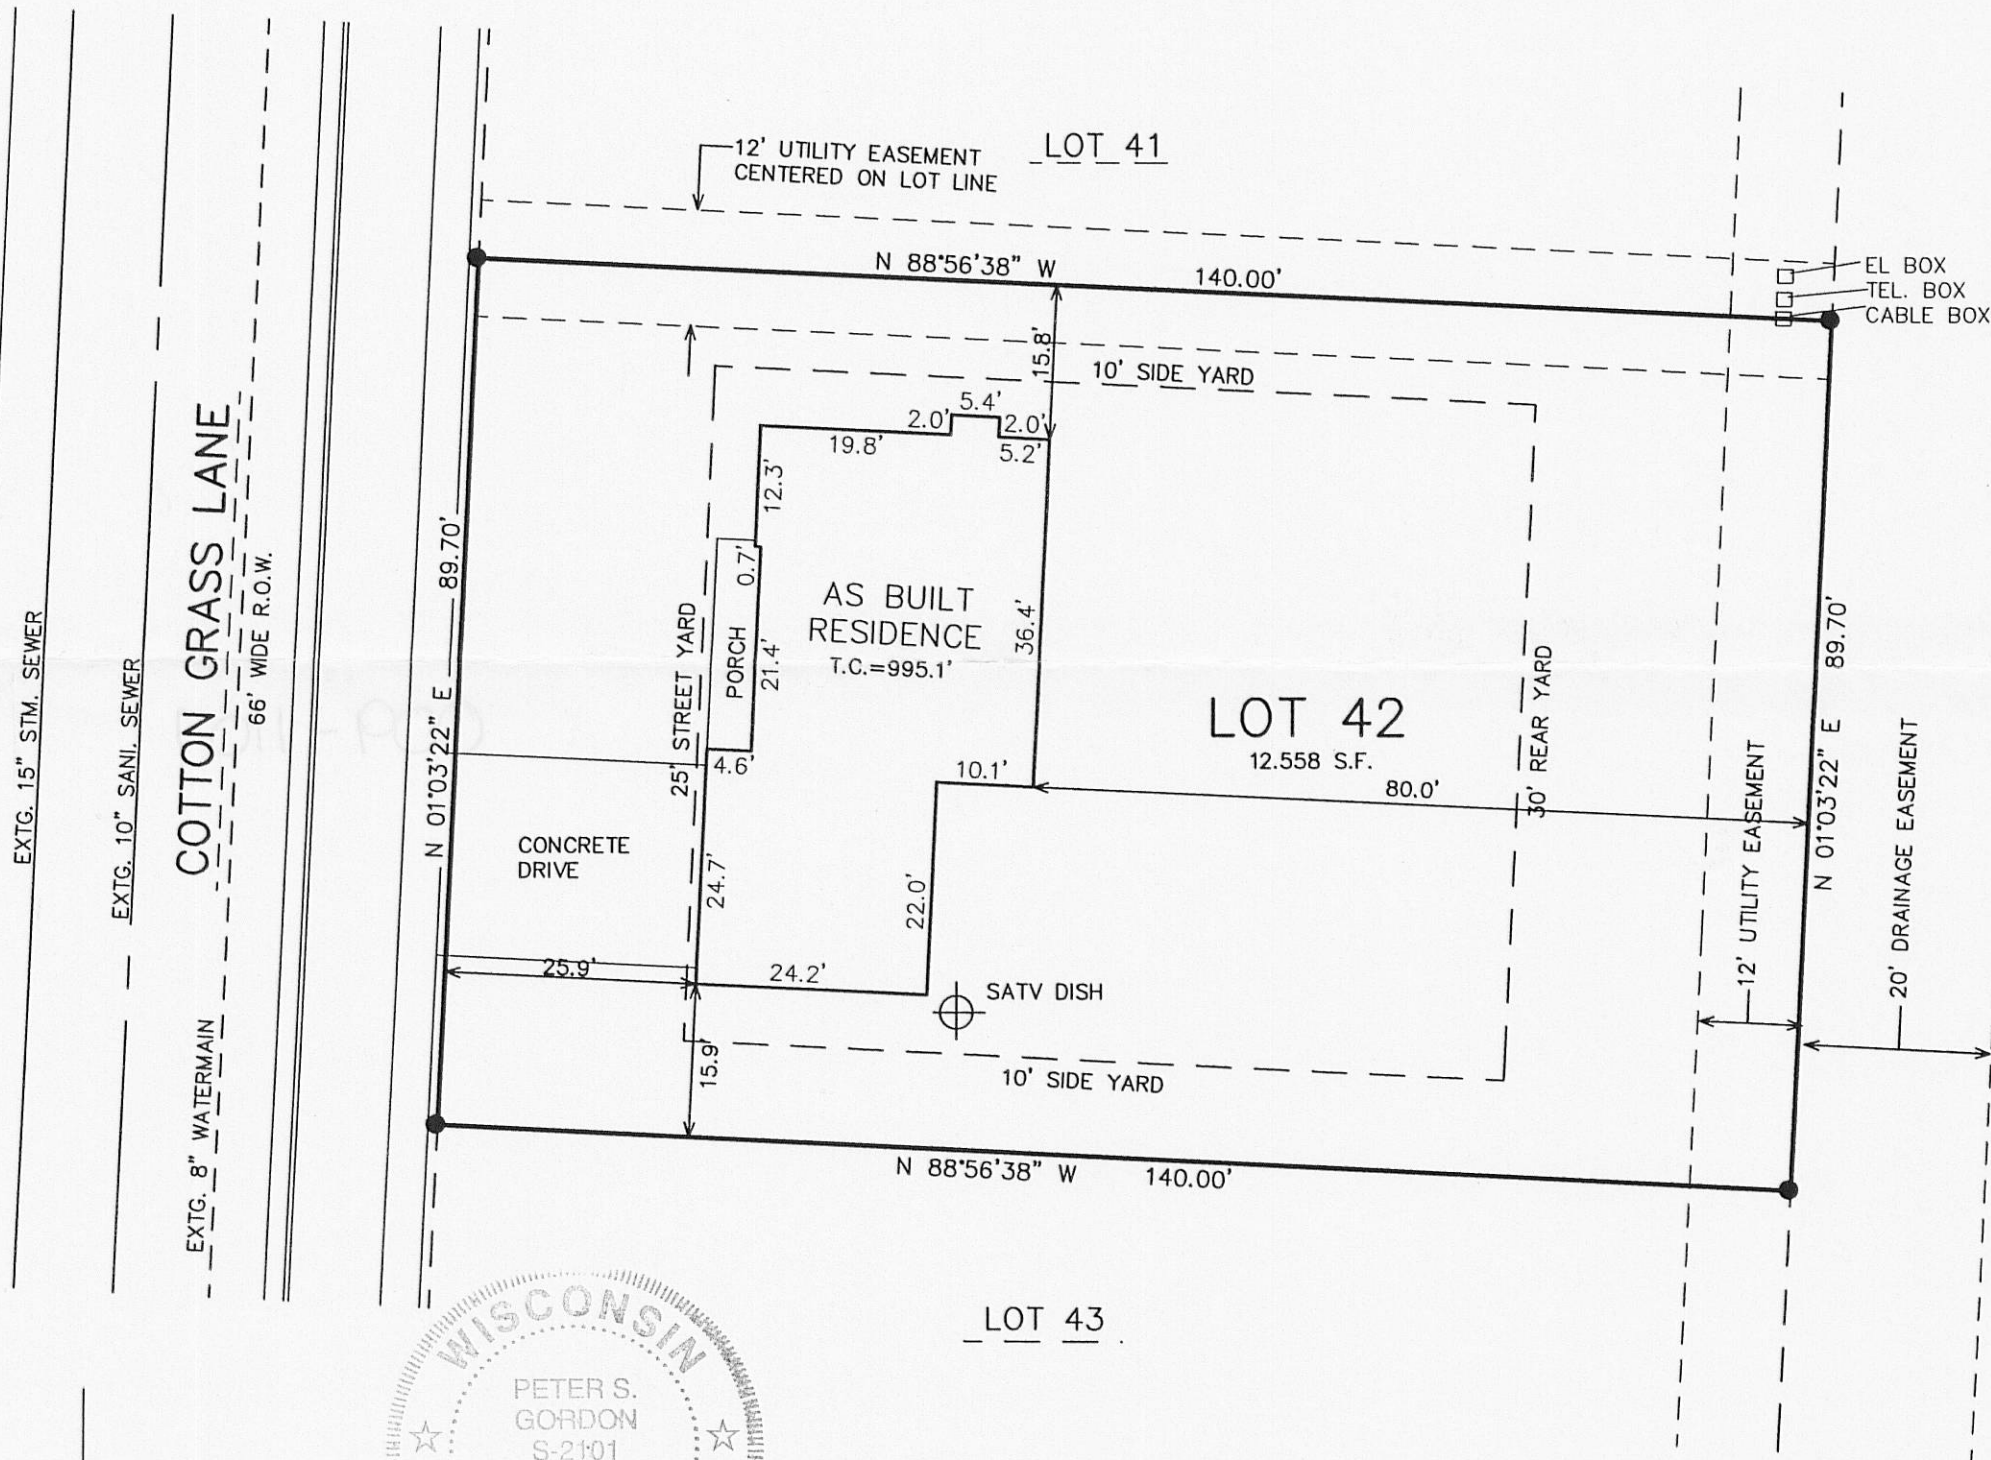 LOT 41
12' UTILITY EASEMENT
CENTERED ON LOT LINE
N 88°56'38" W 140.00'
EL BOX
TEL. BOX
CABLE BOX
15.8'
10' SIDE YARD
5.4'
2.0'
2.0'
19.8'
5.2'
12.3'
0.7'
PORCH
21.4'
AS BUILT
RESIDENCE
T.C.=995.1'
36.4'
LOT 42
12.558 S.F.
10.1'
80.0'
4.6'
24.7'
22.0'
24.2'
25.9'
15.9'
CONCRETE
DRIVE
SATV DISH
10' SIDE YARD
25' STREET YARD
30' REAR YARD
12' UTILITY EASEMENT
20' DRAINAGE EASEMENT
N 01°03'22" E 89.70'
N 01°03'22" E 89.70'
N 88°56'38" W 140.00'
EXTG. 15" STM. SEWER
EXTG. 10" SANI. SEWER
COTTON GRASS LANE
66' WIDE R.O.W.
EXTG. 8" WATERMAIN
LOT 43
WISCONSIN
PETER S.
GORDON
S-2101